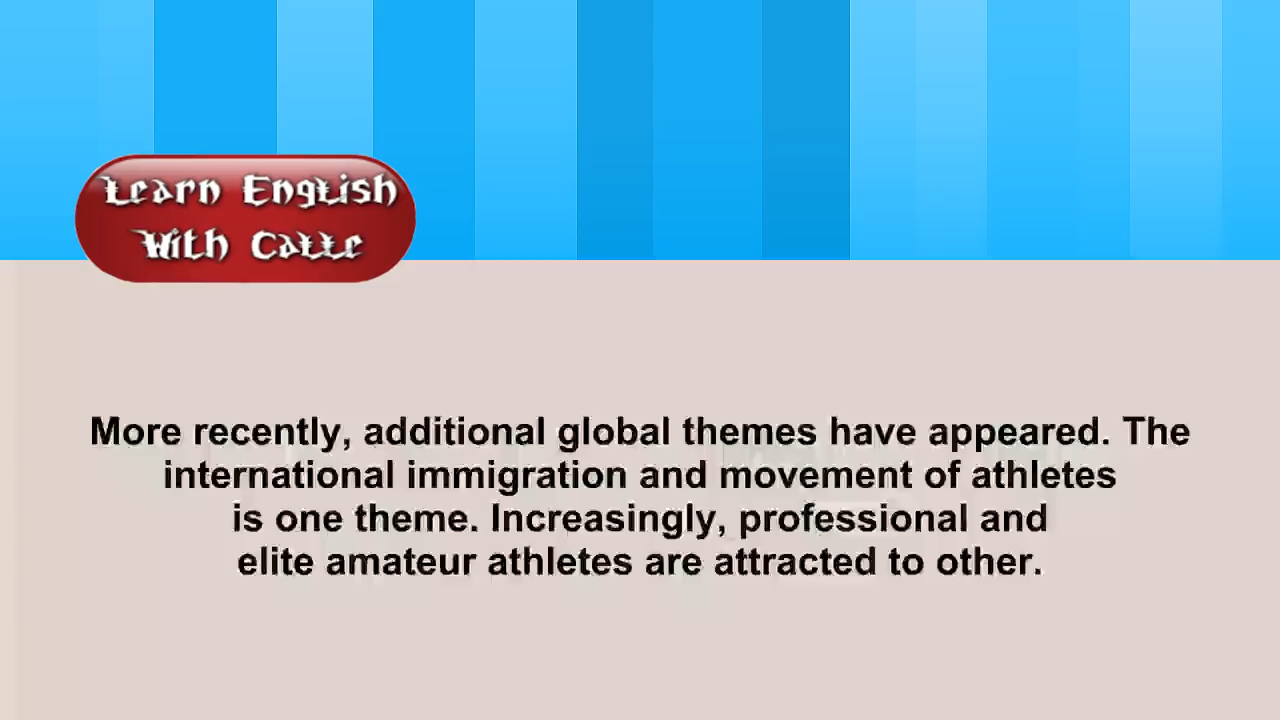 Learn English
With Calle
More recently, additional global themes have appeared. The
international immigration and movement of athletes
is one theme. Increasingly, professional and
elite amateur athletes are attracted to other.